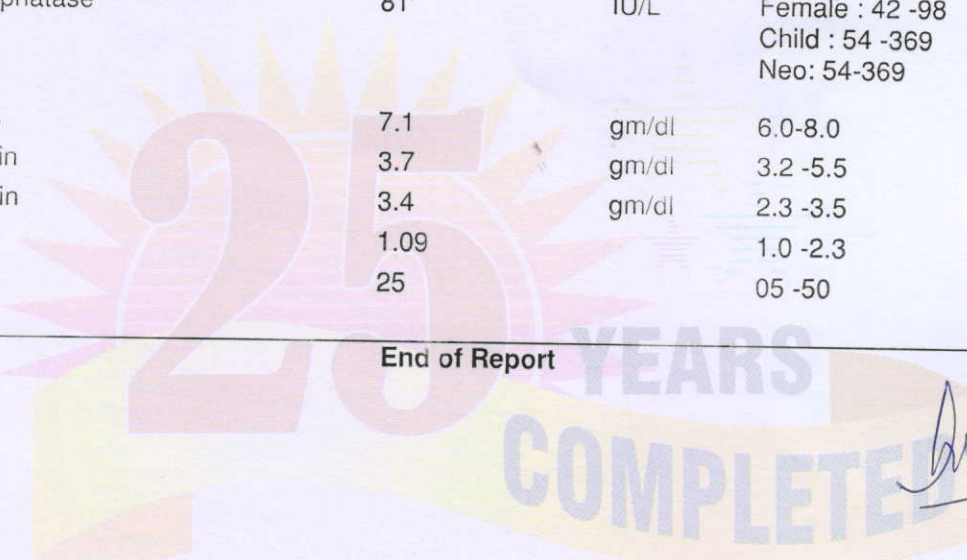 phatase 81 IU/L Female : 42 -98
Child : 54 -369
Neo: 54-369
7.1 gm/dl 6.0-8.0
in 3.7 gm/dl 3.2 -5.5
in 3.4 gm/dl 2.3 -3.5
1.09 1.0 -2.3
25 05 -50
End of Report
25 YEARS
COMPLETED